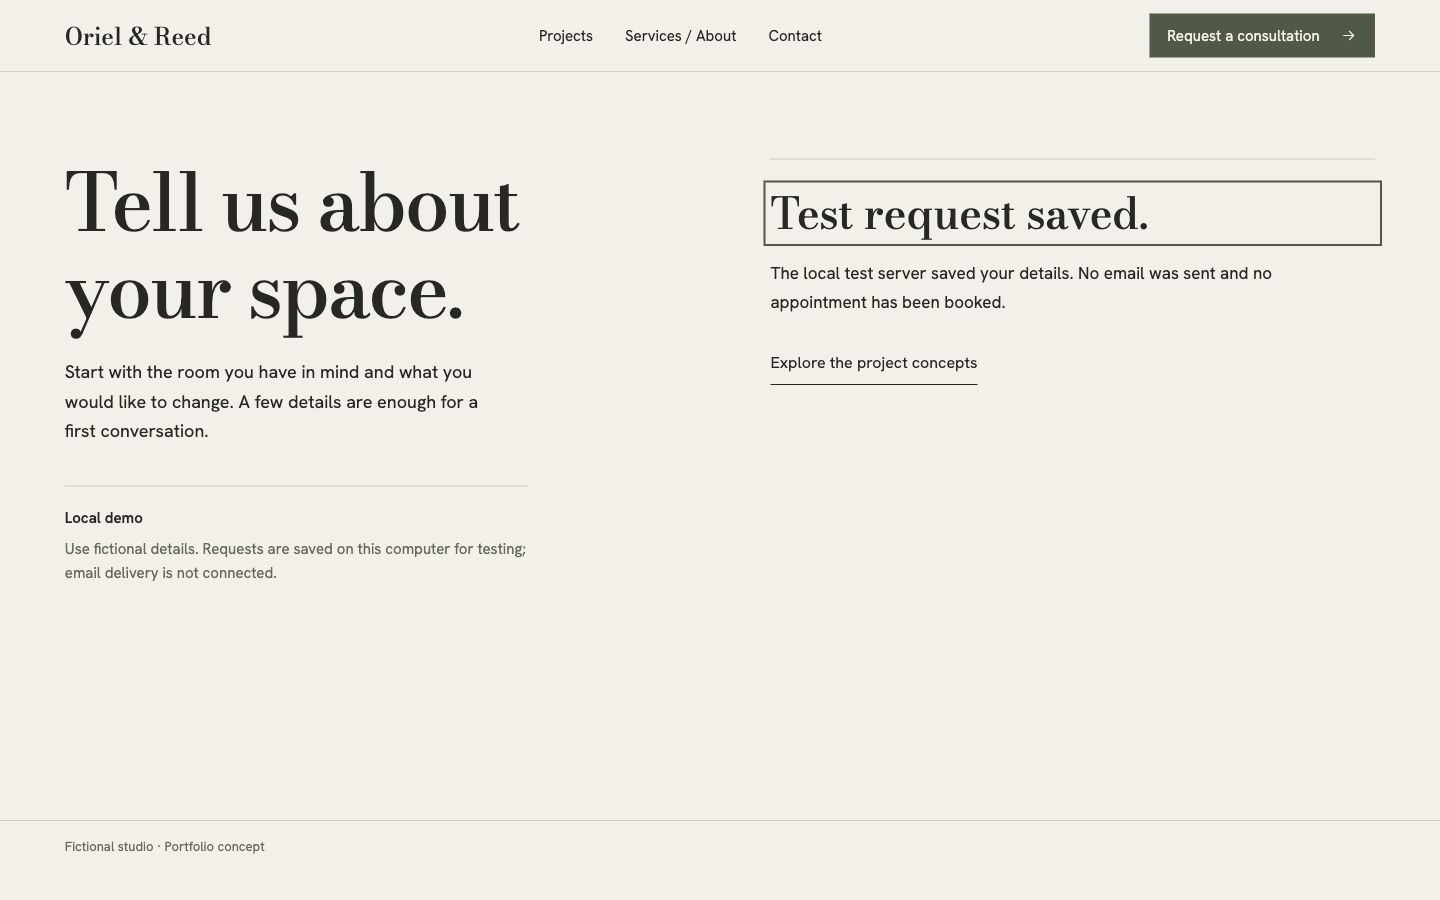 Oriel & Reed
Projects
Services / About
Contact
Request a consultation →
Tell us about
your space.
Start with the room you have in mind and what you
would like to change. A few details are enough for a
first conversation.
Local demo
Use fictional details. Requests are saved on this computer for testing;
email delivery is not connected.
Test request saved.
The local test server saved your details. No email was sent and no
appointment has been booked.
Explore the project concepts
Fictional studio · Portfolio concept